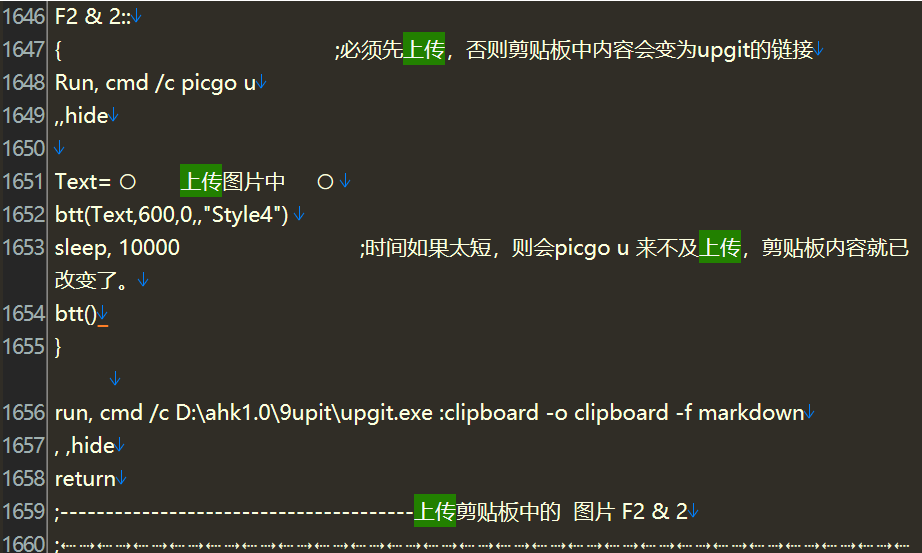 1646 F2 & 2::↓
1647 { ;必须先上传，否则剪贴板中内容会变为upgit的链接↓
1648 Run, cmd /c picgo u↓
1649 ,,hide↓
1650 ↓
1651 Text= ○ 上传图片中 ○ ↓
1652 btt(Text,600,0,,"Style4") ↓
1653 sleep, 10000 ;时间如果太短，则会picgo u 来不及上传，剪贴板内容就已
改变了。↓
1654 btt()↓
1655 }
↓
1656 run, cmd /c D:\ahk1.0\9upit\upgit.exe :clipboard -o clipboard -f markdown↓
1657 , ,hide↓
1658 return↓
1659 ;---------------------------------------上传剪贴板中的 图片 F2 & 2↓
1660 ;←→←→←→←→←→←→←→←→←→←→←→←→←→←→←→←→←→←→←→←→←→←